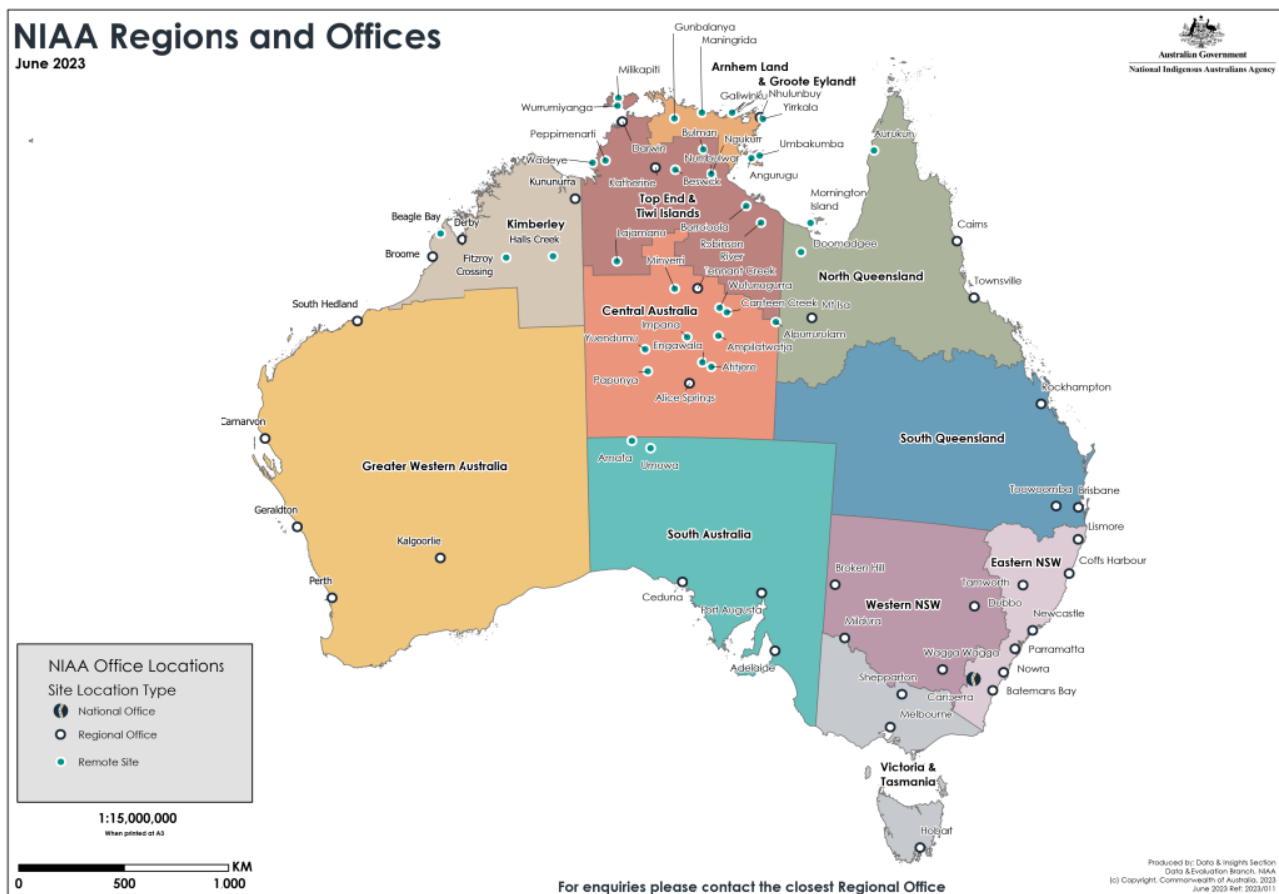 NIAA Regions and Offices
June 2023
Australian Government
National Indigenous Australians Agency
Gunbalanya
Maningrida
Milikapiti
Arnhem Land
& Groote Eylandt
Galiwinku
Nhulunbuy
Wurrumiyanga
Yirrkala
Peppimenarti
Darwin
Bulman
Ngukurr
Aurukun
Umbakumba
Wadeye
Numbulwar
Angurugu
Katherine
Beswick
Kununurra
Top End &
Tiwi Islands
Mornington
Island
Beagle Bay
Derby
Kimberley
Lajamanu
Borroloola
Cairns
Halls Creek
Robinson
River
Doomadgee
Broome
Fitzroy
Crossing
Minyerri
Tennant Creek
North Queensland
Wutunugurra
Townsville
South Hedland
Canteen Creek
Mt Isa
Central Australia
Impana
Alpurrurulam
Yuendumu
Engawala
Ampilatwatja
Atitjere
Papunya
Rockhampton
Alice Springs
Carnarvon
South Queensland
Amata
Umuwa
Greater Western Australia
Toowoomba
Brisbane
Geraldton
Lismore
South Australia
Kalgoorlie
Eastern NSW
Coffs Harbour
Broken Hill
Tamworth
Perth
Ceduna
Port Augusta
Western NSW
Dubbo
Newcastle
Mildura
Parramatta
Wagga Wagga
Adelaide
Shepparton
Nowra
Canberra
Batemans Bay
Melbourne
Victoria &
Tasmania
Hobart
NIAA Office Locations
Site Location Type
National Office
Regional Office
Remote Site
1:15,000,000
When printed at A3
KM
0 500 1,000
For enquiries please contact the closest Regional Office
Produced by: Data & Insights Section
Data & Evaluation Branch, NIAA
(c) Copyright, Commonwealth of Australia, 2023
June 2023 Ref: 2023/011